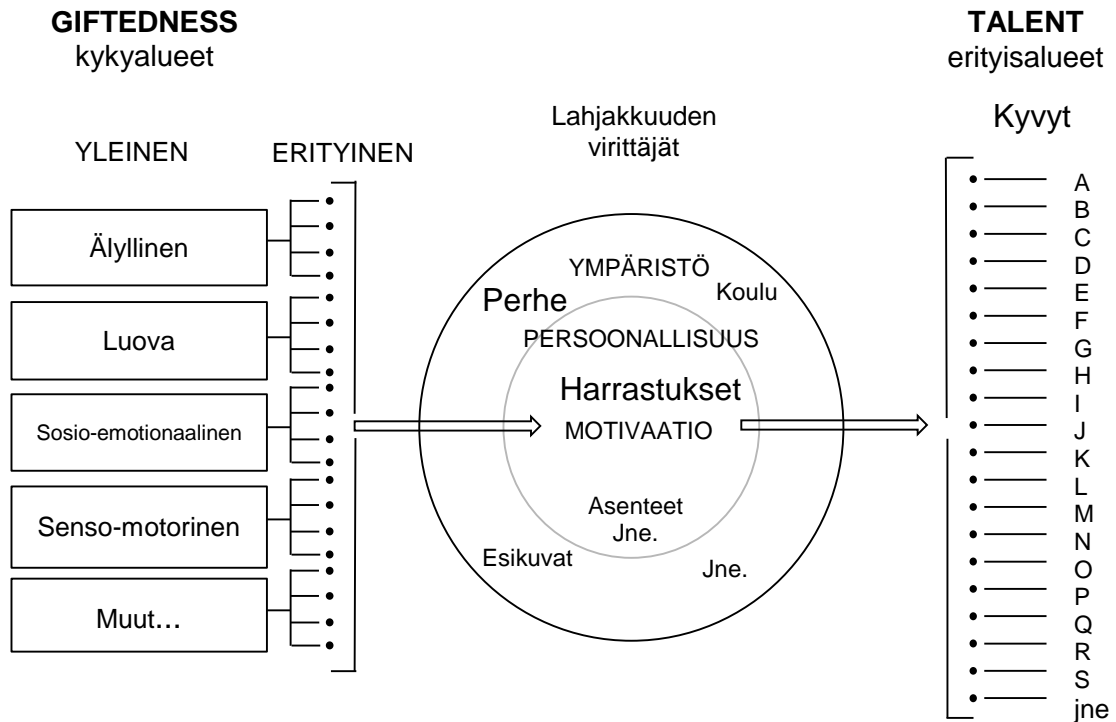 GIFTEDNESS
kykyalueet
YLEINEN
ERITYINEN
Älyllinen
Luova
Sosio-emotionaalinen
Senso-motorinen
Muut…
Lahjakkuuden
virittäjät
YMPÄRISTÖ
Perhe
Koulu
PERSOONALLISUUS
Harrastukset
MOTIVAATIO
Asenteet
Jne.
Esikuvat
Jne.
TALENT
erityisalueet
Kyvyt
A
B
C
D
E
F
G
H
I
J
K
L
M
N
O
P
Q
R
S
jne